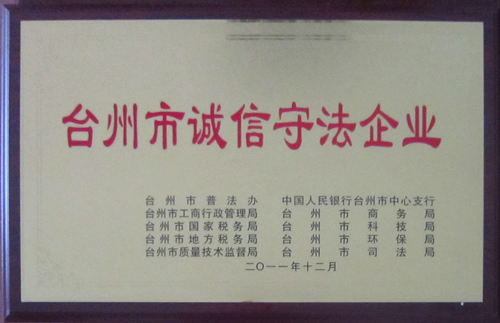 台州市诚信守法企业
台州市普法办 中国人民银行台州市中心支行
台州市工商行政管理局 台州市商务局
台州市国家税务局 台州市科技局
台州市地方税务局 台州市环保局
台州市质量技术监督局 台州市司法局
二〇一一年十二月